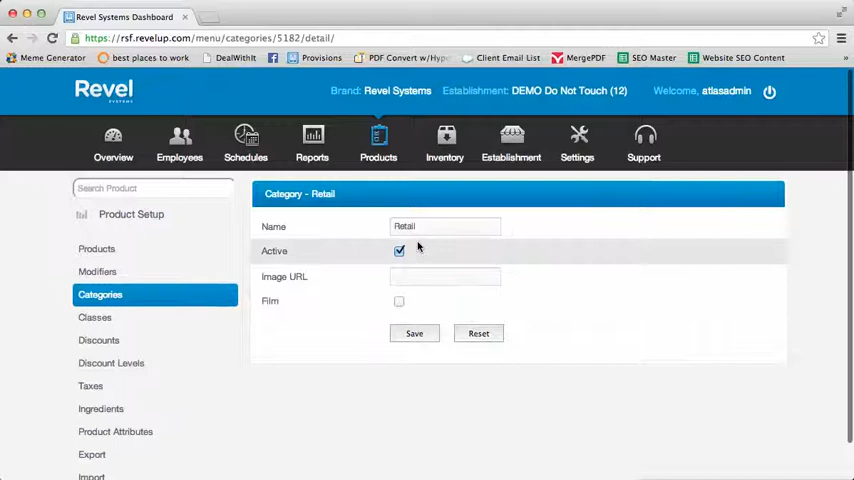 Revel Systems Dashboard
https://rsf.revelup.com/menu/categories/5182/detail/
Meme Generator best places to work DealWithIt Provisions PDF Convert w/Hype Client Email List MergePDF SEO Master Website SEO Content »
Revel
SYSTEMS
Brand: Revel Systems Establishment: DEMO Do Not Touch (12) Welcome, atlasadmin
Overview Employees Schedules Reports Products Inventory Establishment Settings Support
Search Product
Product Setup
Products
Modifiers
Categories
Classes
Discounts
Discount Levels
Taxes
Ingredients
Product Attributes
Export
Import
Category - Retail
Name Retail
Active
Image URL
Film
Save Reset